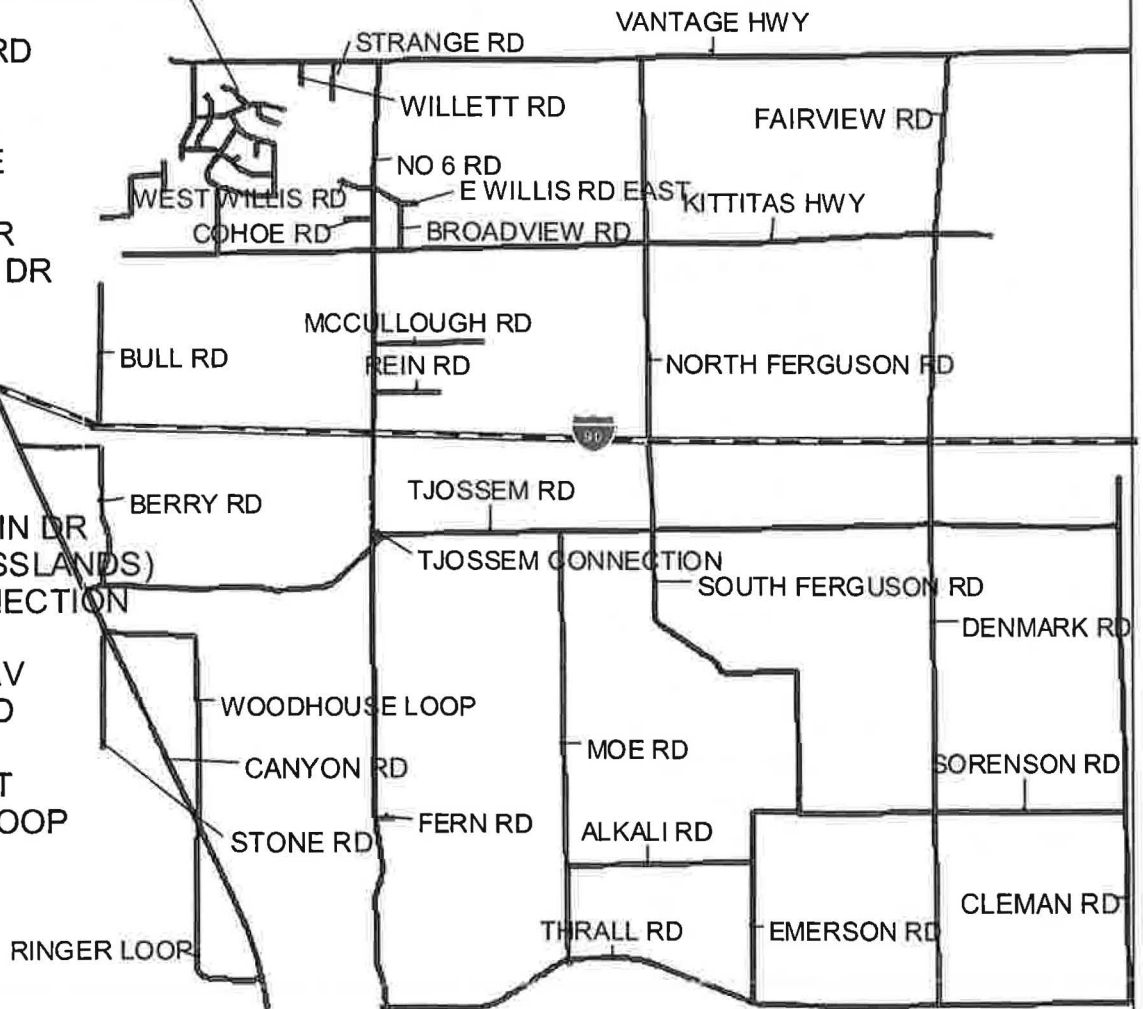 VANTAGE HWY
STRANGE RD
RD
WILLETT RD
FAIRVIEW RD
E
NO 6 RD
WEST WILLIS RD
E WILLIS RD EAST
KITTITAS HWY
R
COHOE RD
BROADVIEW RD
DR
MCCULLOUGH RD
BULL RD
REIN RD
NORTH FERGUSON RD
90
TJOSSEM RD
BERRY RD
IN DR
SSLANDS)
TJOSSEM CONNECTION
NECTION
SOUTH FERGUSON RD
DENMARK RD
AV
WOODHOUSE LOOP
D
MOE RD
CANYON RD
SORENSON RD
T
OOP
FERN RD
ALKALI RD
STONE RD
CLEMAN RD
THRALL RD
EMERSON RD
RINGER LOOP